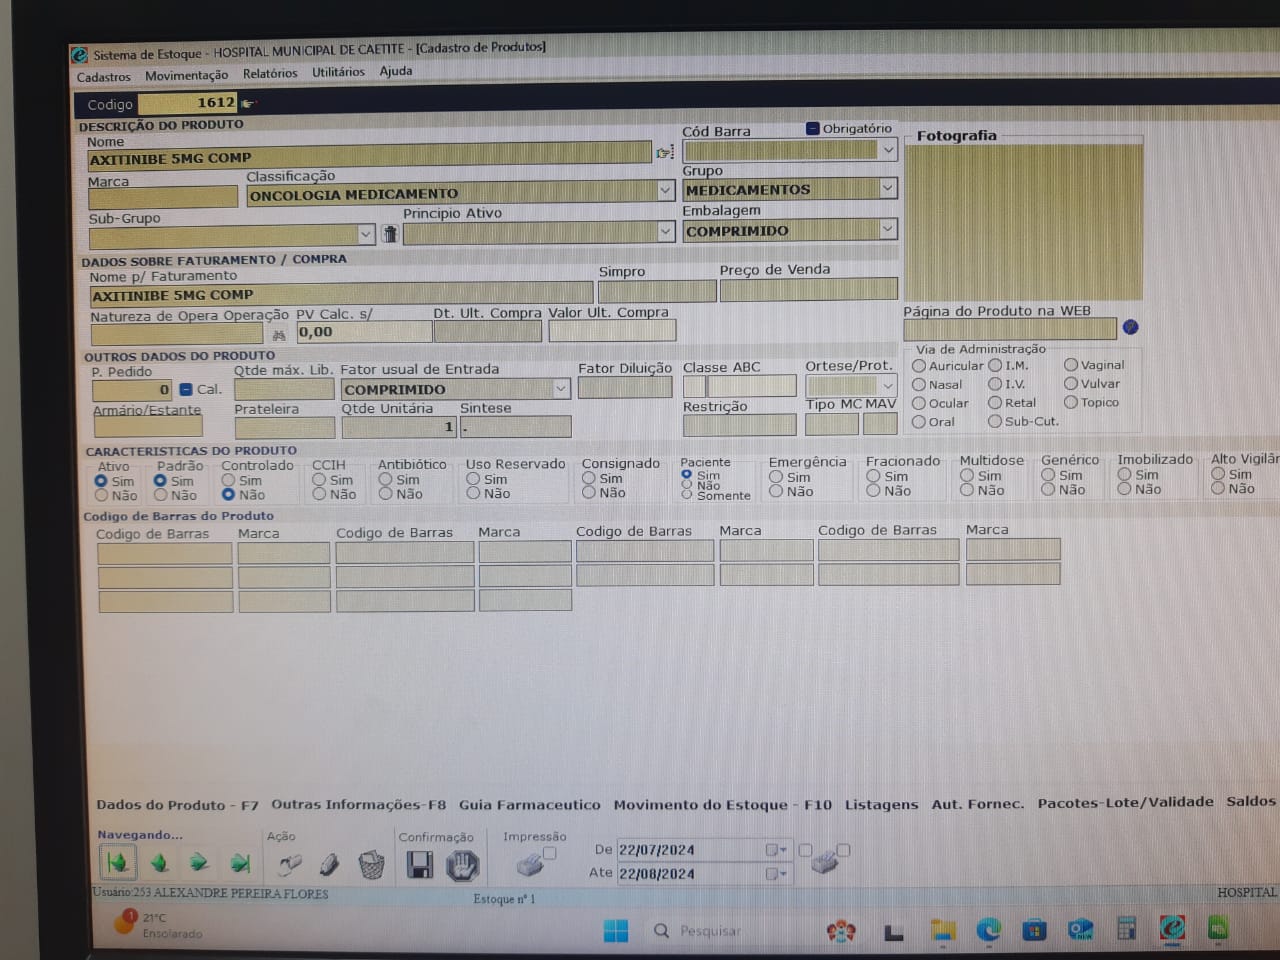 Sistema de Estoque - HOSPITAL MUNICIPAL DE CAETITE - [Cadastro de Produtos]
Cadastros Movimentação Relatórios Utilitários Ajuda
Codigo 1612
DESCRIÇÃO DO PRODUTO
Nome Cód Barra Obrigatório Fotografia
AXITINIBE 5MG COMP
Marca Classificação Grupo
ONCOLOGIA MEDICAMENTO MEDICAMENTOS
Sub-Grupo Principio Ativo Embalagem
COMPRIMIDO
DADOS SOBRE FATURAMENTO / COMPRA
Nome p/ Faturamento Simpro Preço de Venda
AXITINIBE 5MG COMP
Natureza de Opera Operação PV Calc. s/ Dt. Ult. Compra Valor Ult. Compra Página do Produto na WEB
0,00
OUTROS DADOS DO PRODUTO Via de Administração
P. Pedido Qtde máx. Lib. Fator usual de Entrada Fator Diluição Classe ABC Ortese/Prot. Auricular I.M. Vaginal
0 Cal. COMPRIMIDO Nasal I.V. Vulvar
Armário/Estante Prateleira Qtde Unitária Sintese Restrição Tipo MC MAV Ocular Retal Topico
1 . Oral Sub-Cut.
CARACTERISTICAS DO PRODUTO
Ativo Padrão Controlado CCIH Antibiótico Uso Reservado Consignado Paciente Emergência Fracionado Multidose Genérico Imobilizado Alto Vigilân
Sim Sim Sim Sim Sim Sim Sim Sim Sim Sim Sim Sim Sim Sim
Não Não Não Não Não Não Não Não Não Não Não Não Não Não
Somente
Codigo de Barras do Produto
Codigo de Barras Marca Codigo de Barras Marca Codigo de Barras Marca Codigo de Barras Marca
Dados do Produto - F7 Outras Informações-F8 Guia Farmaceutico Movimento do Estoque - F10 Listagens Aut. Fornec. Pacotes-Lote/Validade Saldos
Navegando... Ação Confirmação Impressão
De 22/07/2024
Ate 22/08/2024
Usuário:253 ALEXANDRE PEREIRA FLORES Estoque nº 1 HOSPITAL
1 21°C
Ensolarado
Pesquisar
NEW